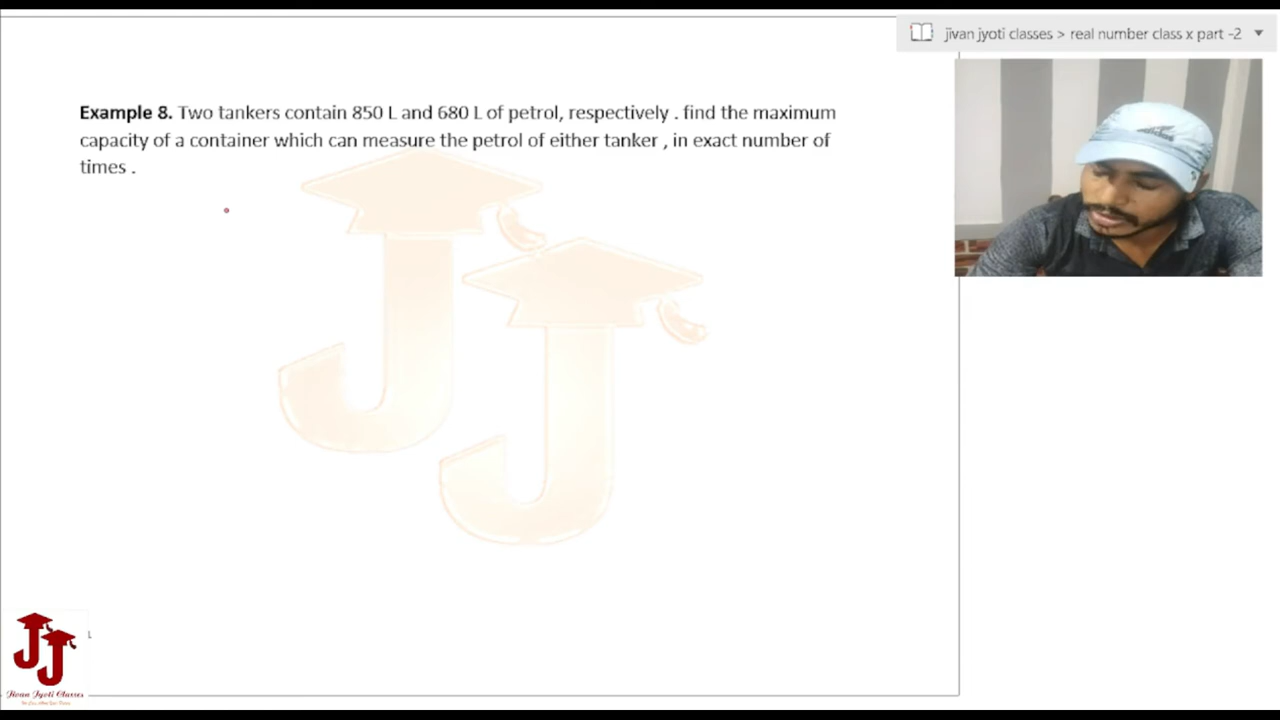 jivan jyoti classes > real number class x part -2
Example 8. Two tankers contain 850 L and 680 L of petrol, respectively . find the maximum
capacity of a container which can measure the petrol of either tanker , in exact number of
times .
JJ
JJ
Jivan Jyoti Classes